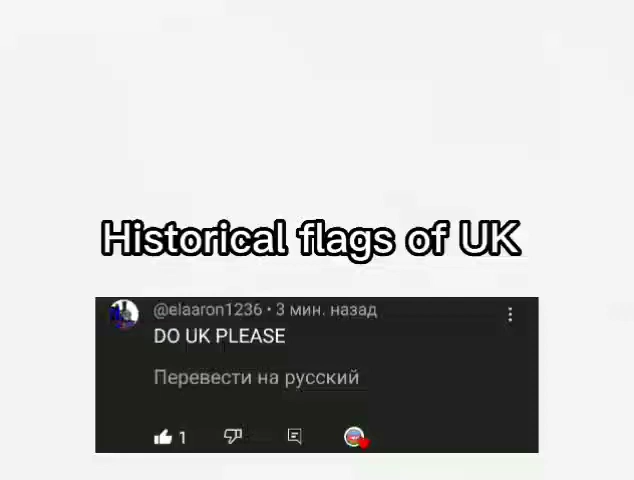 Historical flags of UK
@elaaron1236 • 3 мин. назад
DO UK PLEASE
Перевести на русский
1